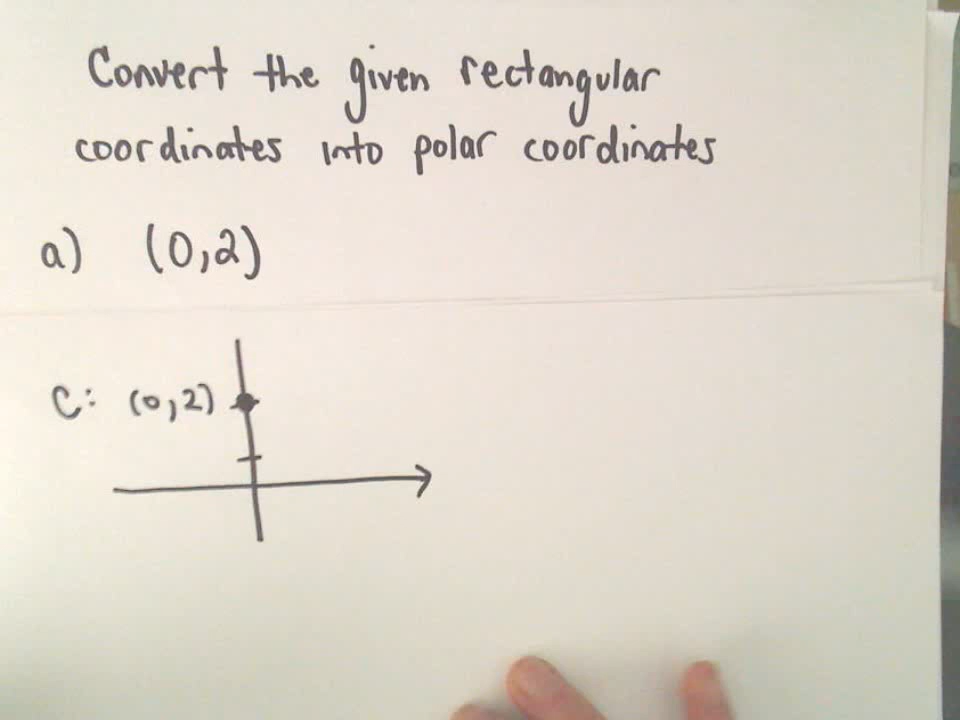 Convert the given rectangular
coordinates into polar coordinates
a) (0,2)
C: (0,2)